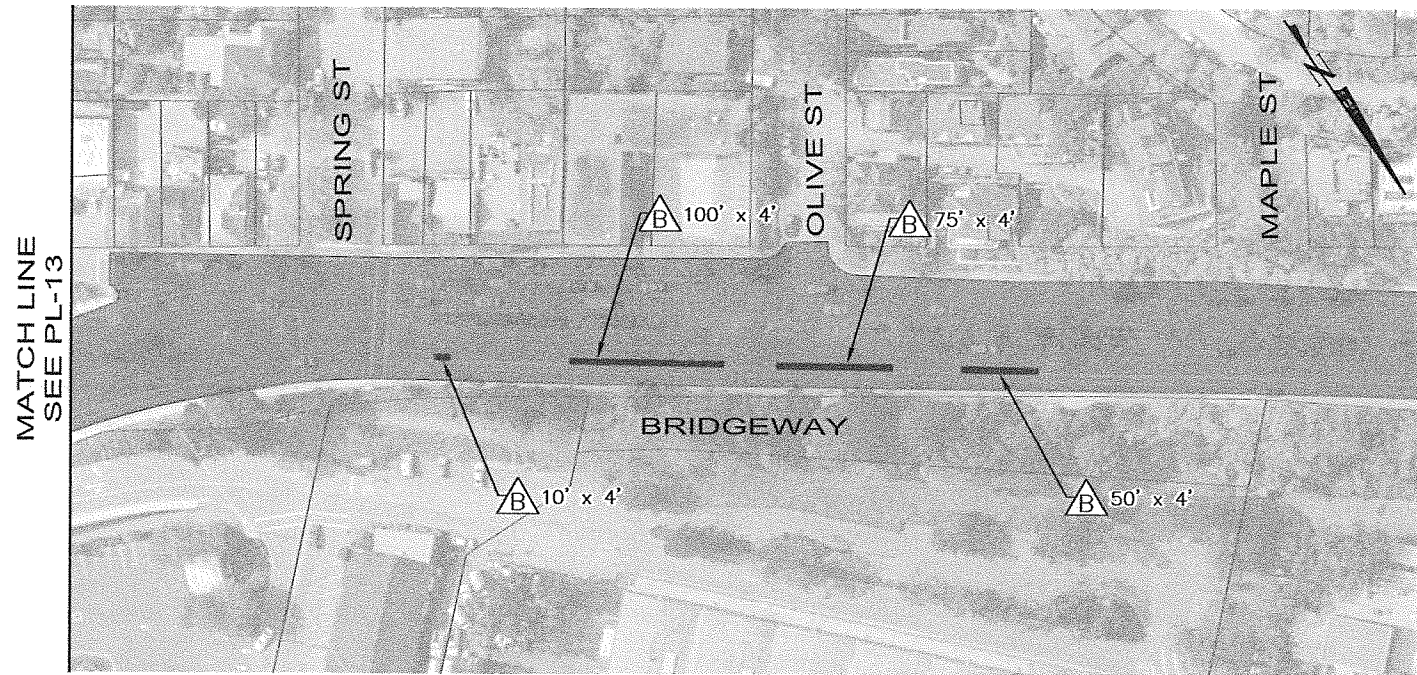 MATCH LINE
SEE PL-13
SPRING ST
OLIVE ST
MAPLE ST
N
B 100' x 4'
B 75' x 4'
BRIDGEWAY
B 10' x 4'
B 50' x 4'